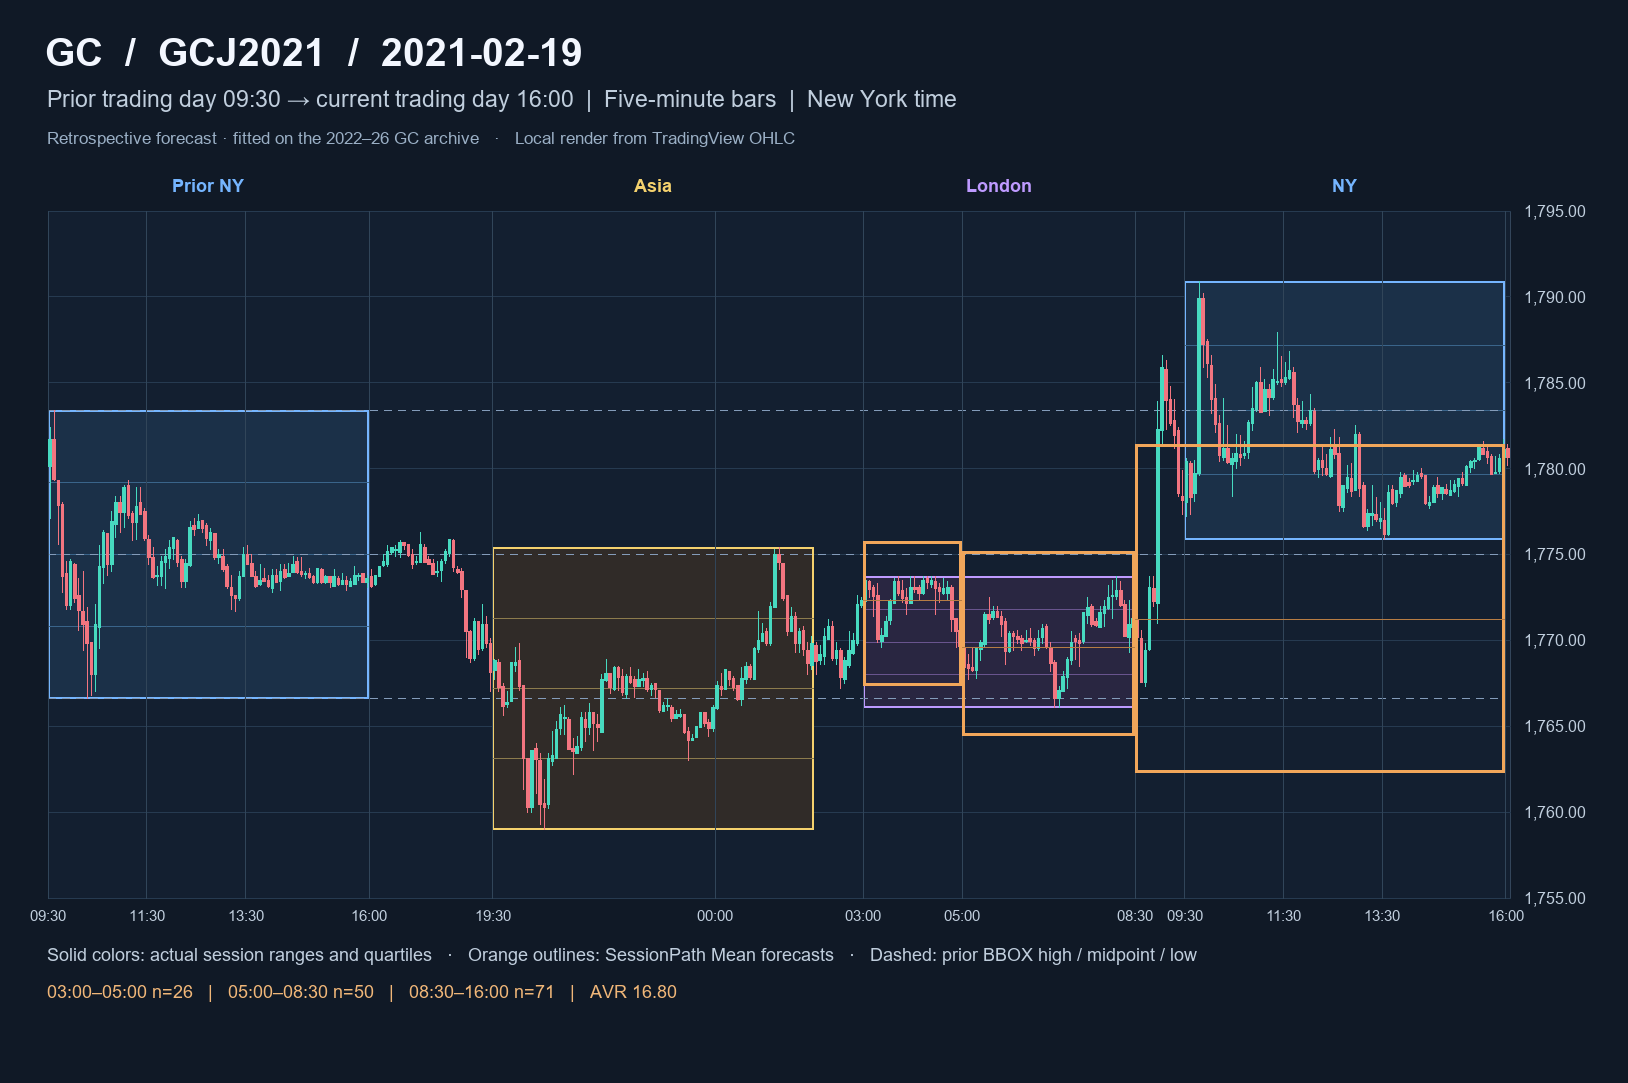 GC / GCJ2021 / 2021-02-19
Prior trading day 09:30 → current trading day 16:00 | Five-minute bars | New York time
Retrospective forecast · fitted on the 2022–26 GC archive · Local render from TradingView OHLC
Prior NY Asia London NY
1,795.00
1,790.00
1,785.00
1,780.00
1,775.00
1,770.00
1,765.00
1,760.00
1,755.00
09:30 11:30 13:30 16:00 19:30 00:00 03:00 05:00 08:30 09:30 11:30 13:30 16:00
Solid colors: actual session ranges and quartiles · Orange outlines: SessionPath Mean forecasts · Dashed: prior BBOX high / midpoint / low
03:00–05:00 n=26 | 05:00–08:30 n=50 | 08:30–16:00 n=71 | AVR 16.80